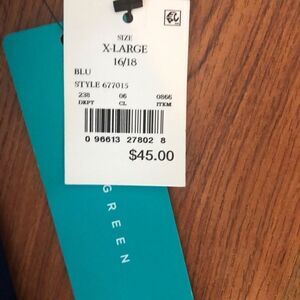 SIZE
X-LARGE
16/18
BLU
STYLE 677015
238 06 0866
DEPT CL ITEM
0 96613 27802 8
$45.00
GREEN